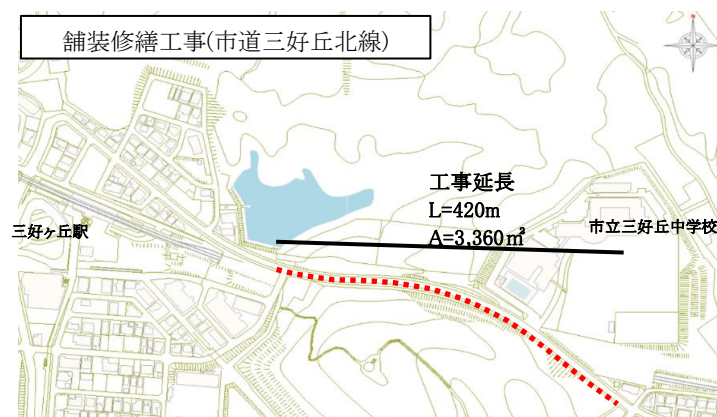 舗装修繕工事(市道三好丘北線)
N
工事延長
L=420m
A=3,360㎡
市立三好丘中学校
三好ヶ丘駅